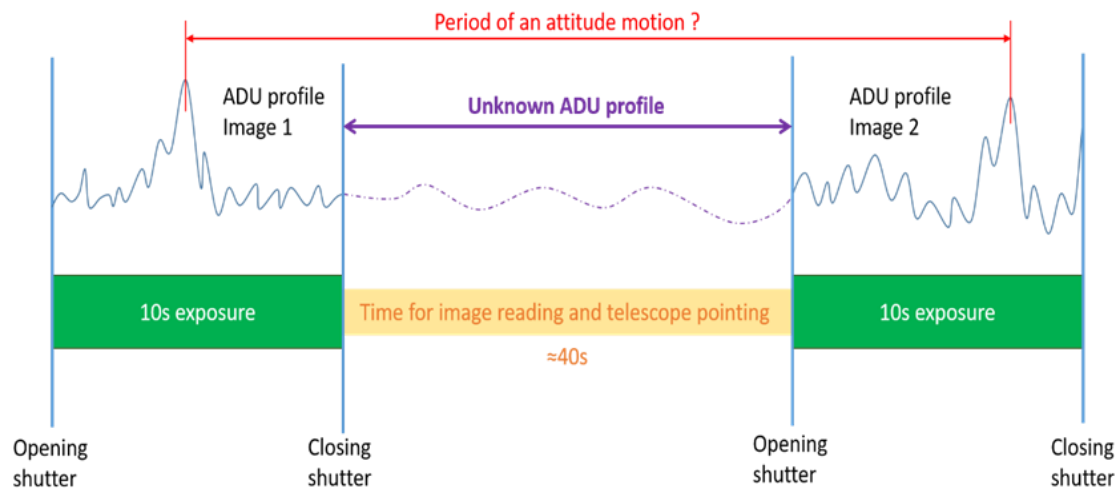 Period of an attitude motion ?
ADU profile
Image 1
Unknown ADU profile
ADU profile
Image 2
10s exposure
Time for image reading and telescope pointing
10s exposure
≈40s
Opening
shutter
Closing
shutter
Opening
shutter
Closing
shutter